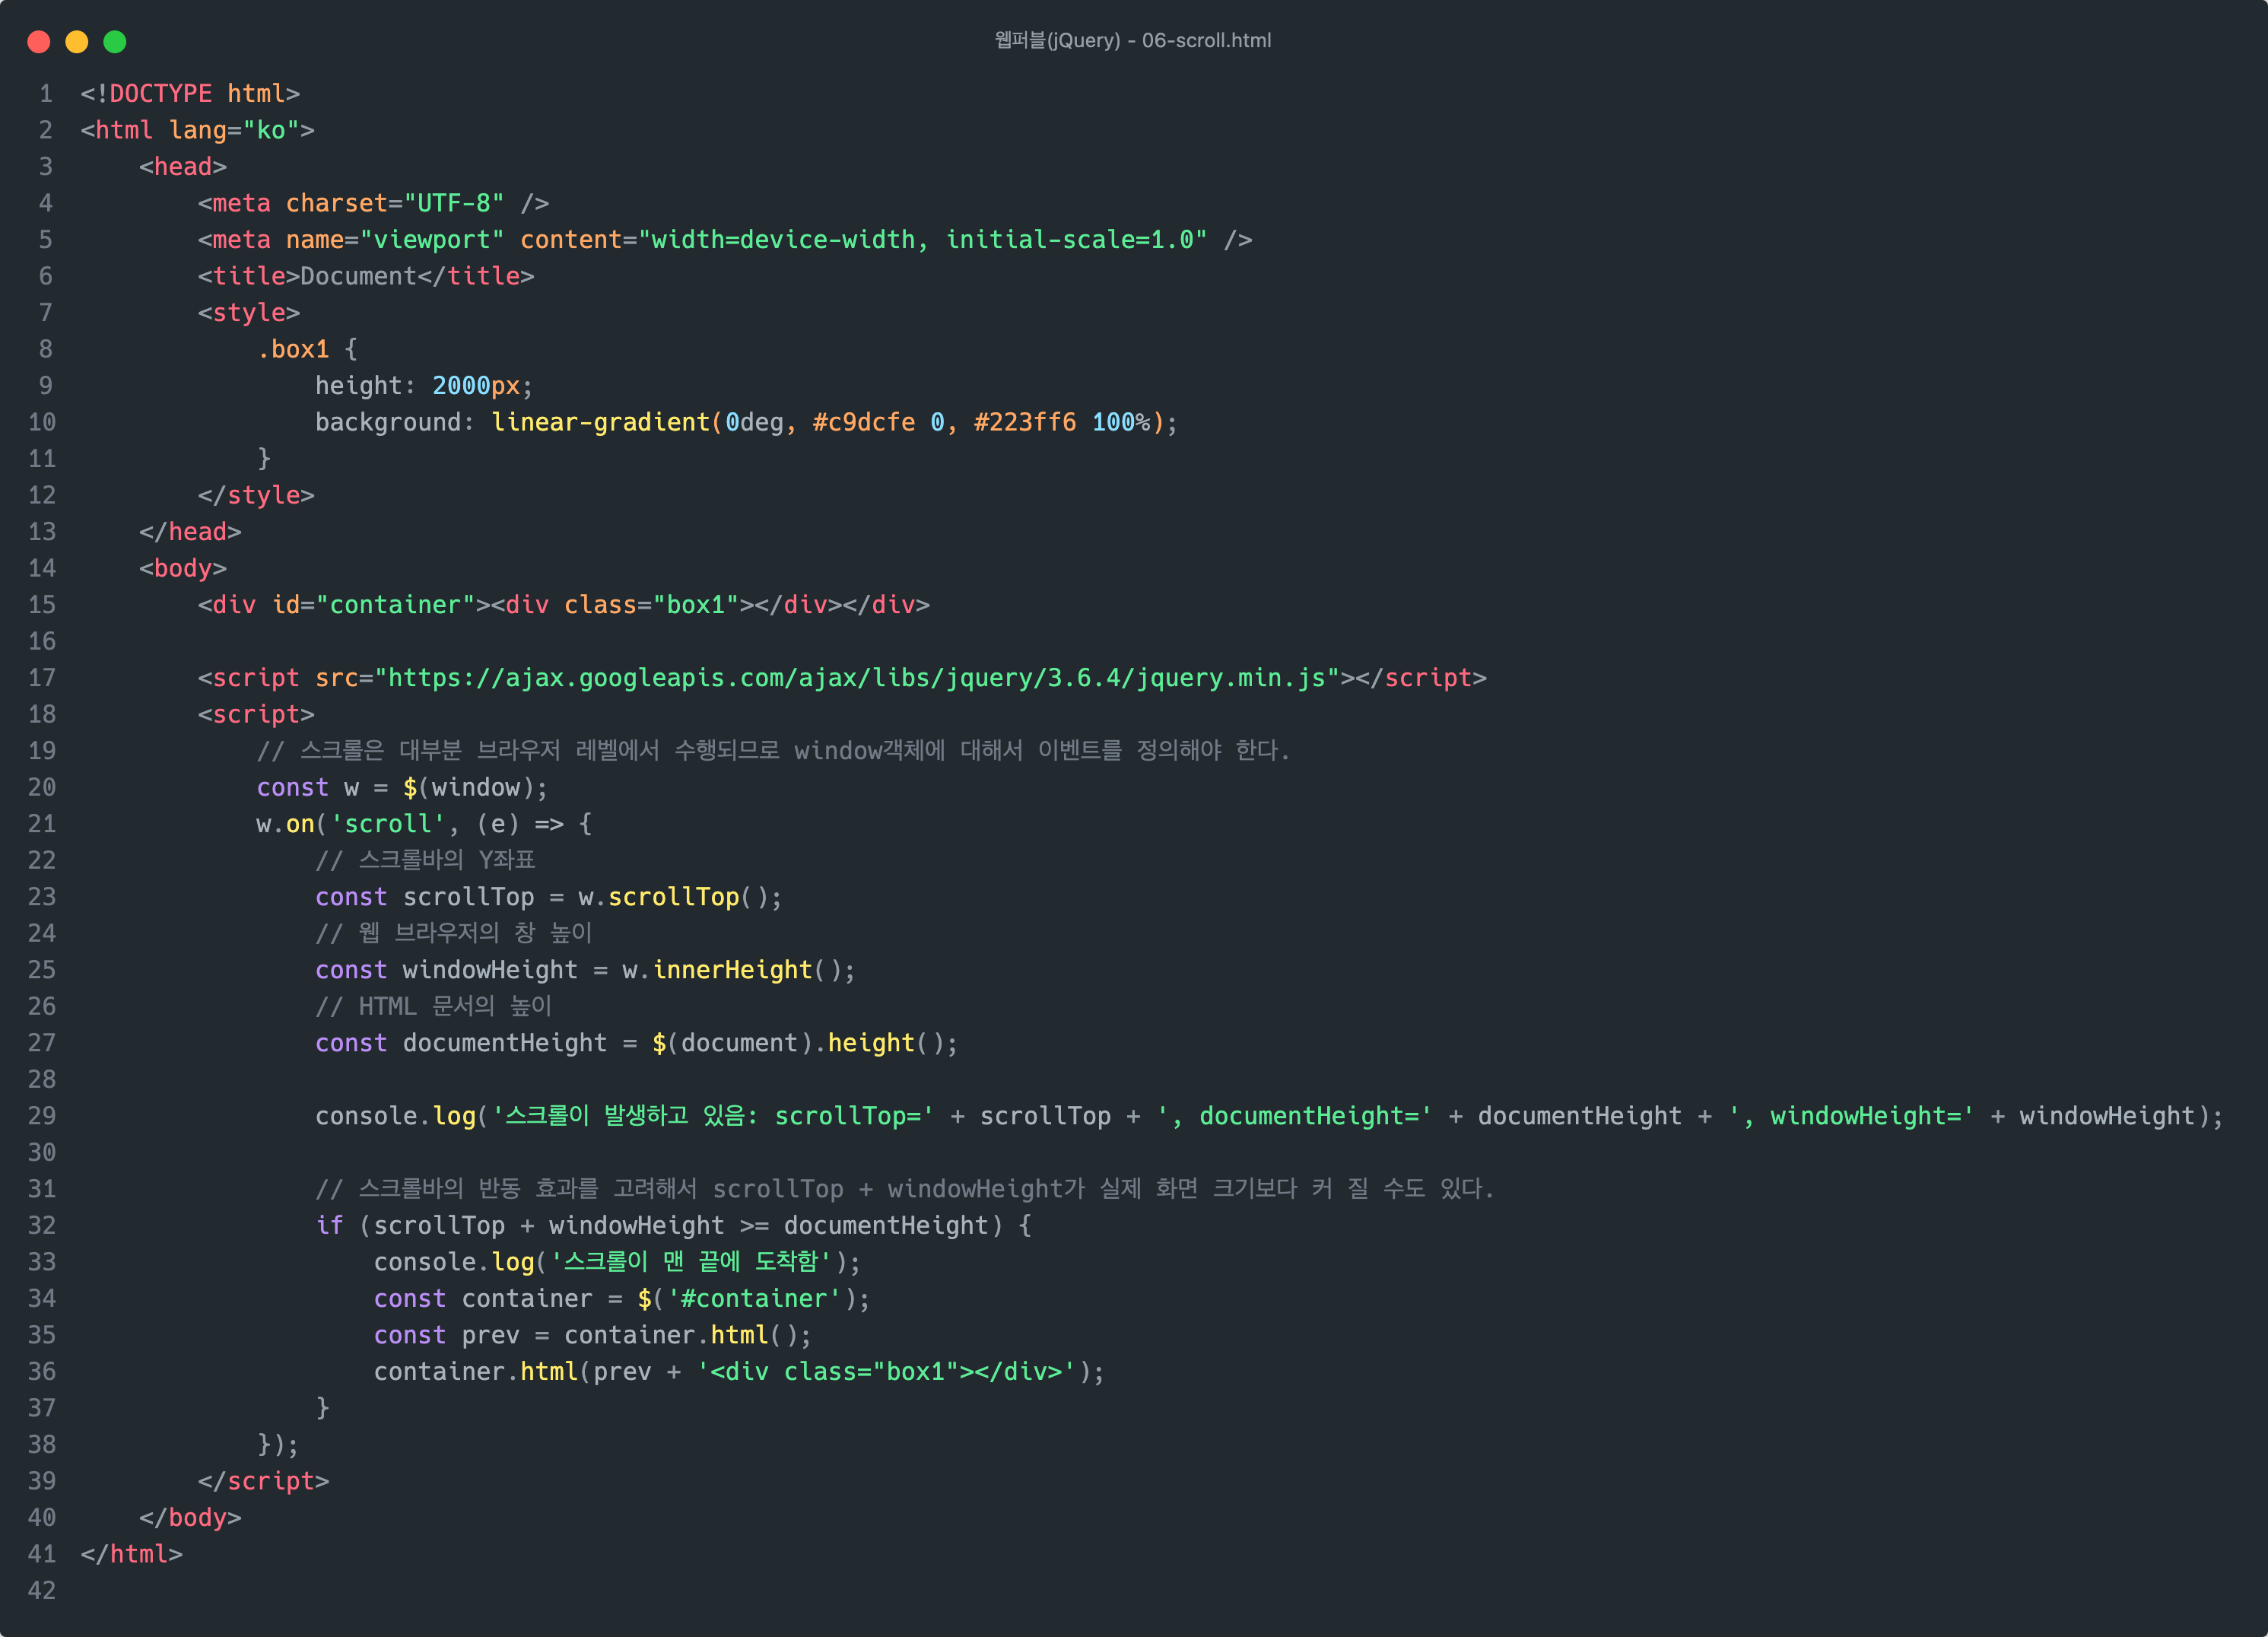 웹퍼블(jQuery) - 06-scroll.html
1 <!DOCTYPE html>
2 <html lang="ko">
3     <head>
4         <meta charset="UTF-8" />
5         <meta name="viewport" content="width=device-width, initial-scale=1.0" />
6         <title>Document</title>
7         <style>
8             .box1 {
9                 height: 2000px;
10                 background: linear-gradient(0deg, #c9dcfe 0, #223ff6 100%);
11             }
12         </style>
13     </head>
14     <body>
15         <div id="container"><div class="box1"></div></div>
16
17         <script src="https://ajax.googleapis.com/ajax/libs/jquery/3.6.4/jquery.min.js"></script>
18         <script>
19             // 스크롤은 대부분 브라우저 레벨에서 수행되므로 window객체에 대해서 이벤트를 정의해야 한다.
20             const w = $(window);
21             w.on('scroll', (e) => {
22                 // 스크롤바의 Y좌표
23                 const scrollTop = w.scrollTop();
24                 // 웹 브라우저의 창 높이
25                 const windowHeight = w.innerHeight();
26                 // HTML 문서의 높이
27                 const documentHeight = $(document).height();
28
29                 console.log('스크롤이 발생하고 있음: scrollTop=' + scrollTop + ', documentHeight=' + documentHeight + ', windowHeight=' + windowHeight);
30
31                 // 스크롤바의 반동 효과를 고려해서 scrollTop + windowHeight가 실제 화면 크기보다 커 질 수도 있다.
32                 if (scrollTop + windowHeight >= documentHeight) {
33                     console.log('스크롤이 맨 끝에 도착함');
34                     const container = $('#container');
35                     const prev = container.html();
36                     container.html(prev + '<div class="box1"></div>');
37                 }
38             });
39         </script>
40     </body>
41 </html>
42